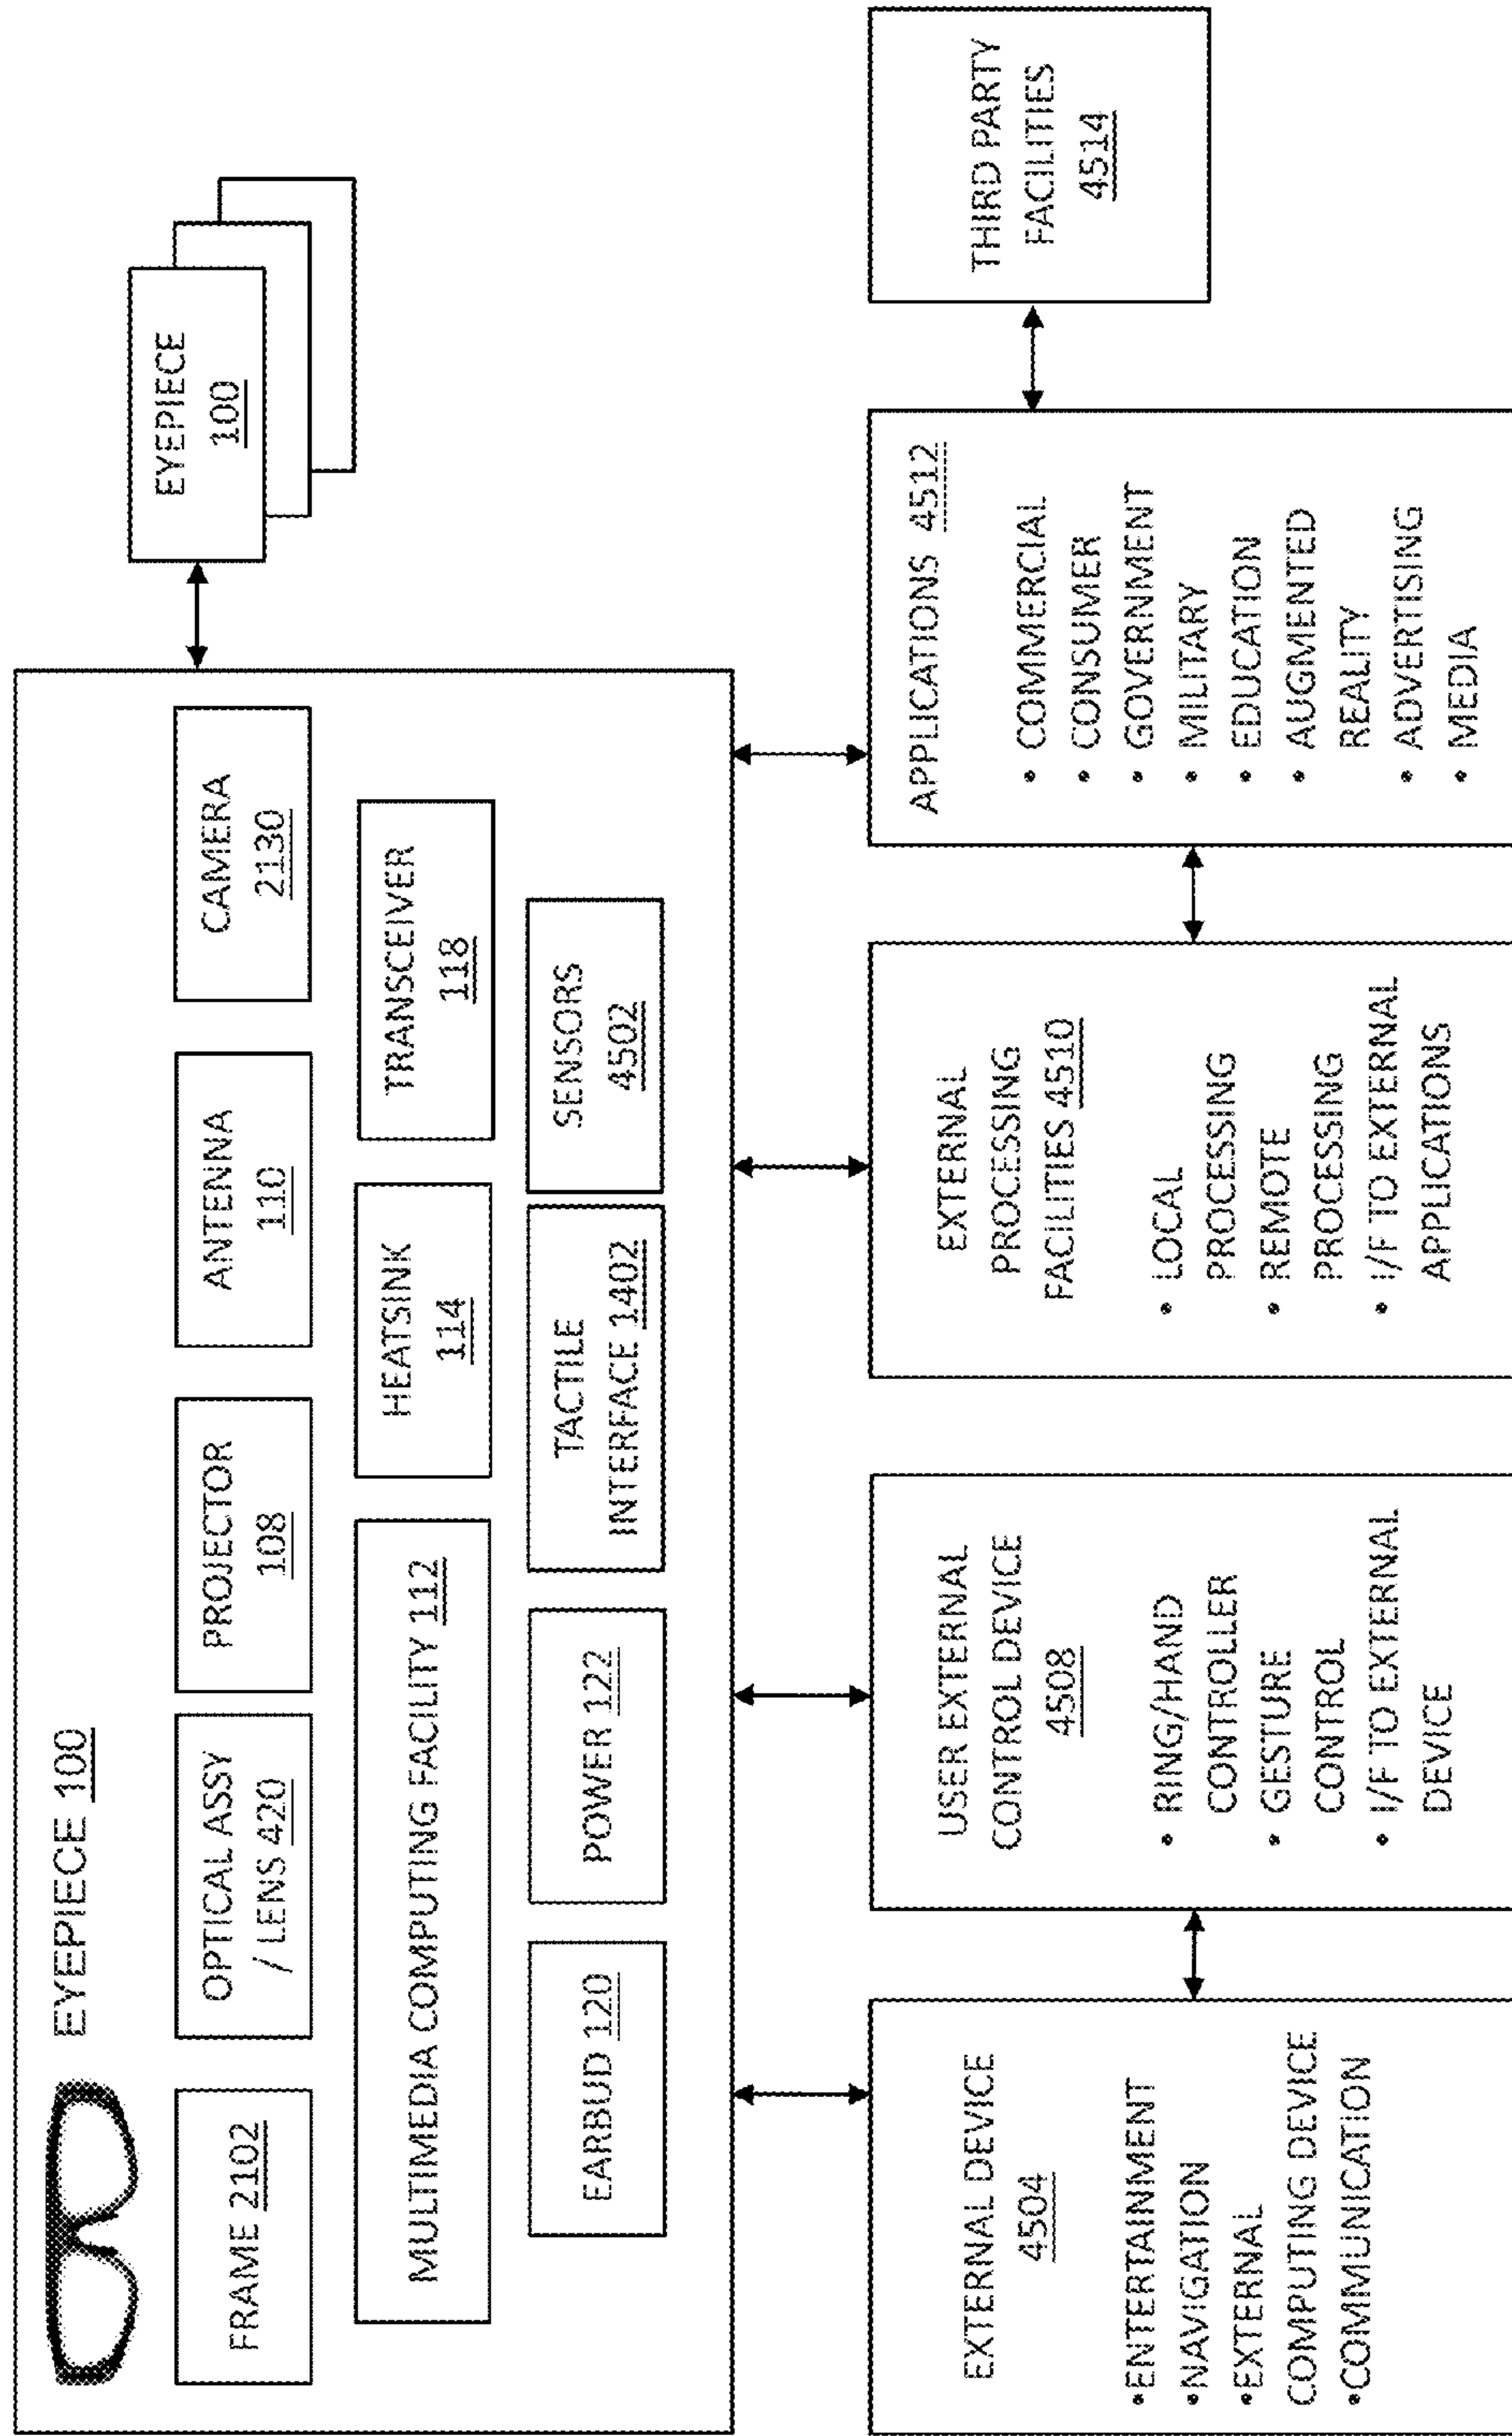 EYEPIECE 100
FRAME 2102
OPTICAL ASSY
/ LENS 420
PROJECTOR
108
ANTENNA
110
CAMERA
2130
MULTIMEDIA COMPUTING FACILITY 112
HEATSINK
114
TRANSCEIVER
118
EARBUD 120
POWER 122
TACTILE
INTERFACE 1402
SENSORS
4502
EYEPIECE
100
EXTERNAL DEVICE
4504
•ENTERTAINMENT
•NAVIGATION
•EXTERNAL
COMPUTING DEVICE
•COMMUNICATION
USER EXTERNAL
CONTROL DEVICE
4508
• RING/HAND
CONTROLLER
• GESTURE
CONTROL
• I/F TO EXTERNAL
DEVICE
EXTERNAL
PROCESSING
FACILITIES 4510
• LOCAL
PROCESSING
• REMOTE
PROCESSING
• I/F TO EXTERNAL
APPLICATIONS
APPLICATIONS 4512
• COMMERCIAL
• CONSUMER
• GOVERNMENT
• MILITARY
• EDUCATION
• AUGMENTED
REALITY
• ADVERTISING
• MEDIA
THIRD PARTY
FACILITIES
4514